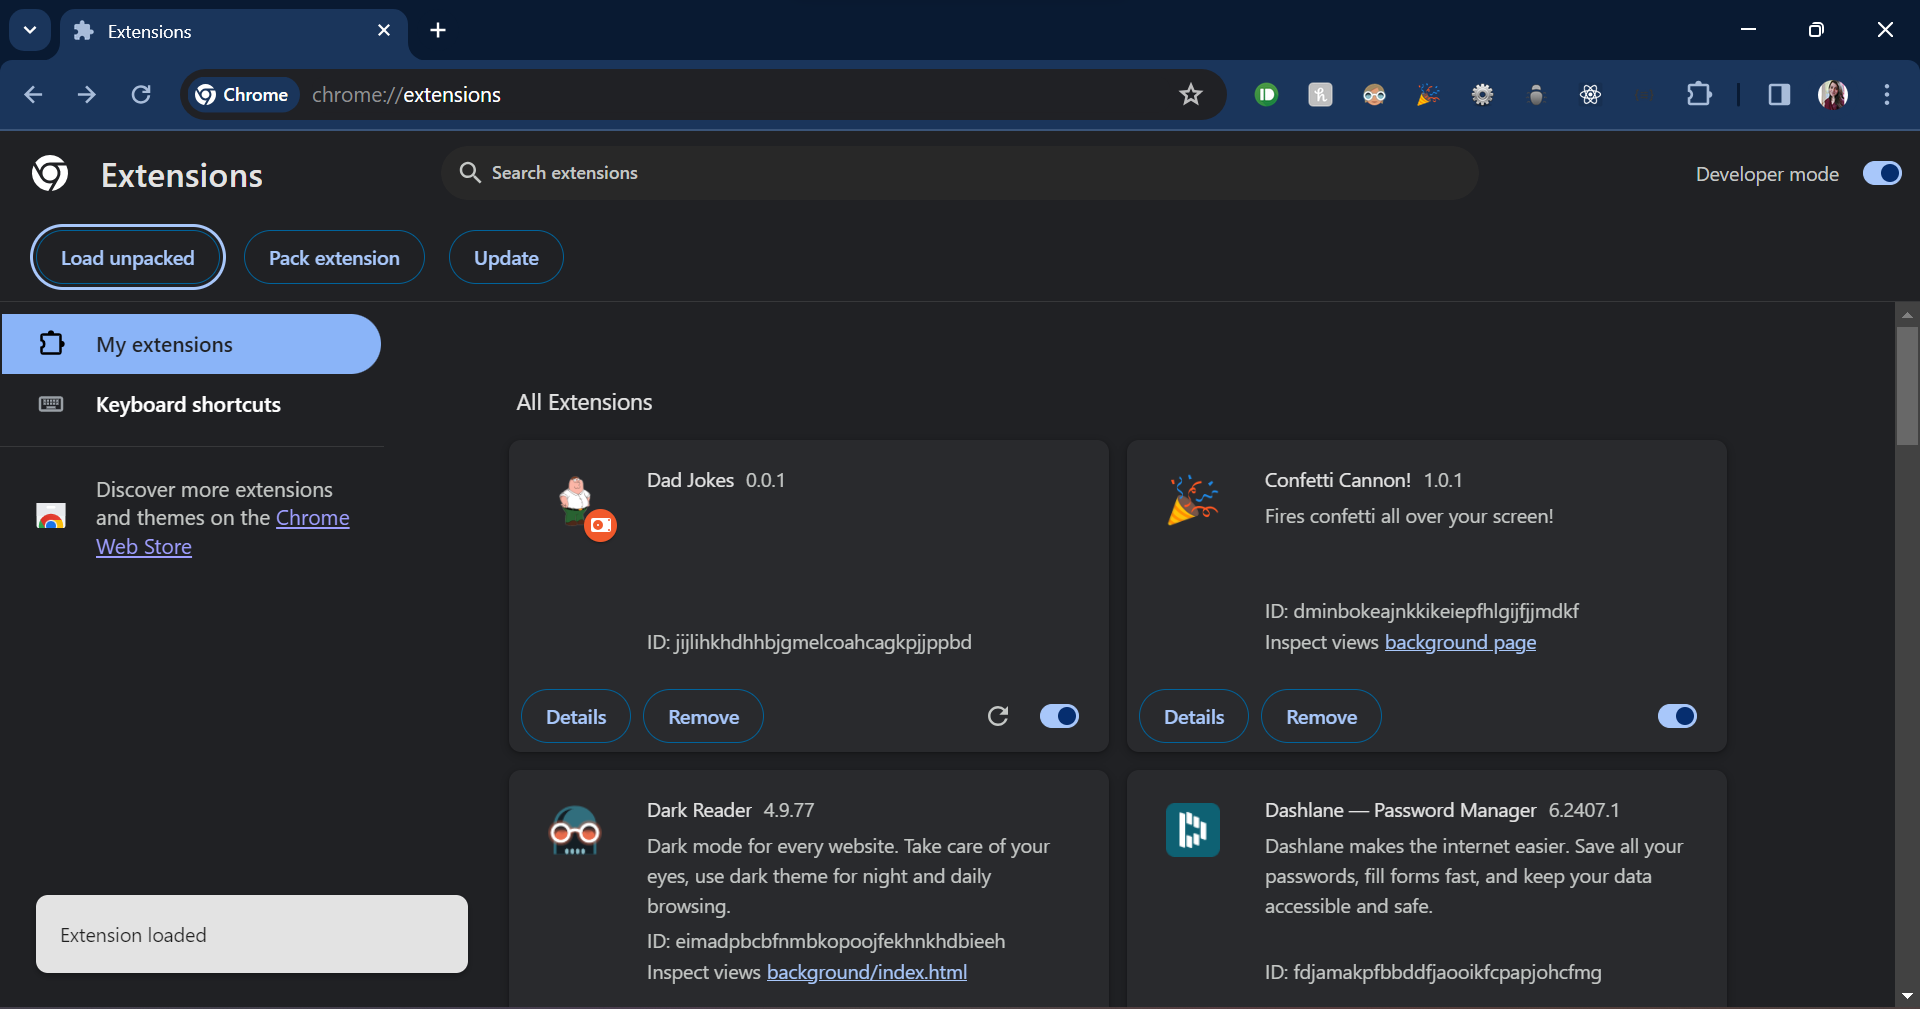 Extensions
Chrome
chrome://extensions
Extensions
Search extensions
Developer mode
Load unpacked
Pack extension
Update
My extensions
Keyboard shortcuts
Discover more extensions
and themes on the Chrome
Web Store
All Extensions
Dad Jokes 0.0.1
ID: jijlihkhdhhbjgmelcoahcagkpjjppbd
Details
Remove
Confetti Cannon! 1.0.1
Fires confetti all over your screen!
ID: dminbokeajnkkikeiepfhlgijfjjmdkf
Inspect views background page
Details
Remove
Dark Reader 4.9.77
Dark mode for every website. Take care of your
eyes, use dark theme for night and daily
browsing.
ID: eimadpbcbfnmbkopoojfekhnkhdbieeh
Inspect views background/index.html
Dashlane — Password Manager 6.2407.1
Dashlane makes the internet easier. Save all your
passwords, fill forms fast, and keep your data
accessible and safe.
ID: fdjamakpfbbddfjaooikfcpapjohcfmg
Extension loaded